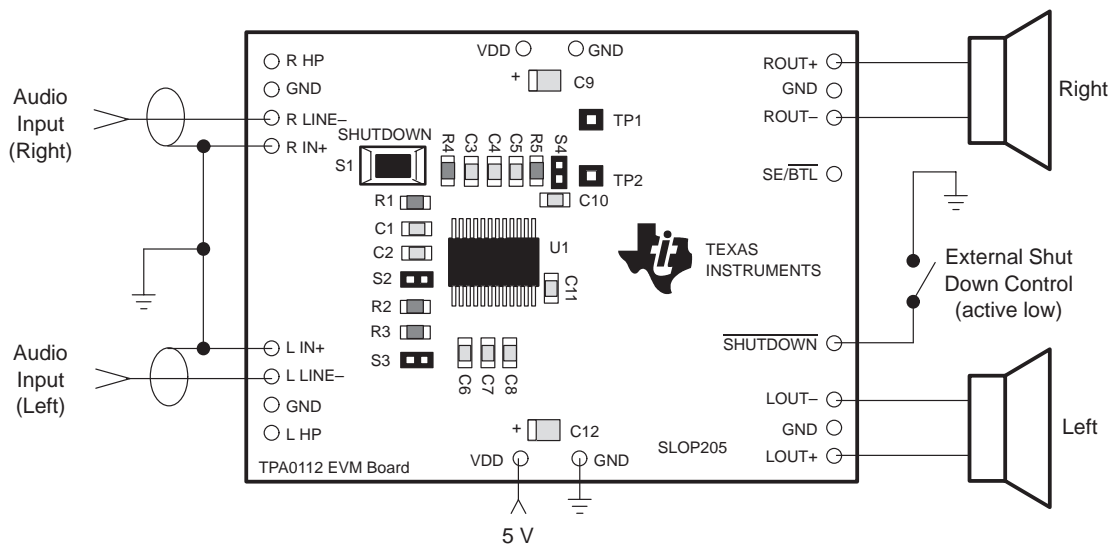 VDD
GND
R HP
GND
R LINE–
R IN+
Audio
Input
(Right)
+
C9
TP1
TP2
SHUTDOWN
S1
R4
C3
C4
C5
R5
S4
C10
R1
C1
C2
S2
R2
R3
S3
U1
C11
C6
C7
C8
TEXAS
INSTRUMENTS
ROUT+
GND
ROUT–
SE/B̅T̅L̅
Right
External Shut
Down Control
(active low)
S̅H̅U̅T̅D̅O̅W̅N̅
Audio
Input
(Left)
L IN+
L LINE–
GND
L HP
LOUT–
GND
LOUT+
Left
+
C12
SLOP205
TPA0112 EVM Board
VDD
GND
5 V